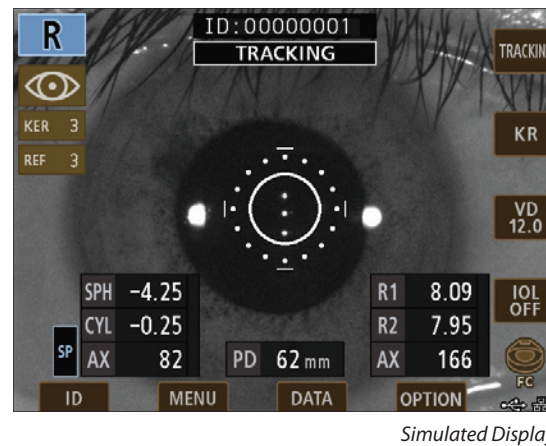 R
ID:00000001
TRACKING
TRACKIN
KER 3
REF 3
KR
VD
12.0
SPH -4.25
CYL -0.25
SP
AX 82
PD 62 mm
R1 8.09
R2 7.95
AX 166
IOL
OFF
FC
ID
MENU
DATA
OPTION
Simulated Display